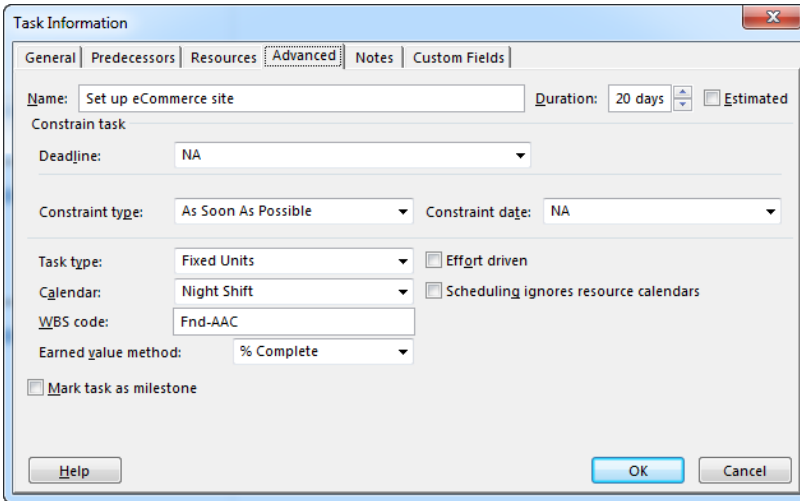 Task Information
General Predecessors Resources Advanced Notes Custom Fields
Name: Set up eCommerce site Duration: 20 days Estimated
Constrain task
Deadline: NA
Constraint type: As Soon As Possible Constraint date: NA
Task type: Fixed Units Effort driven
Calendar: Night Shift Scheduling ignores resource calendars
WBS code: Fnd-AAC
Earned value method: % Complete
Mark task as milestone
Help OK Cancel